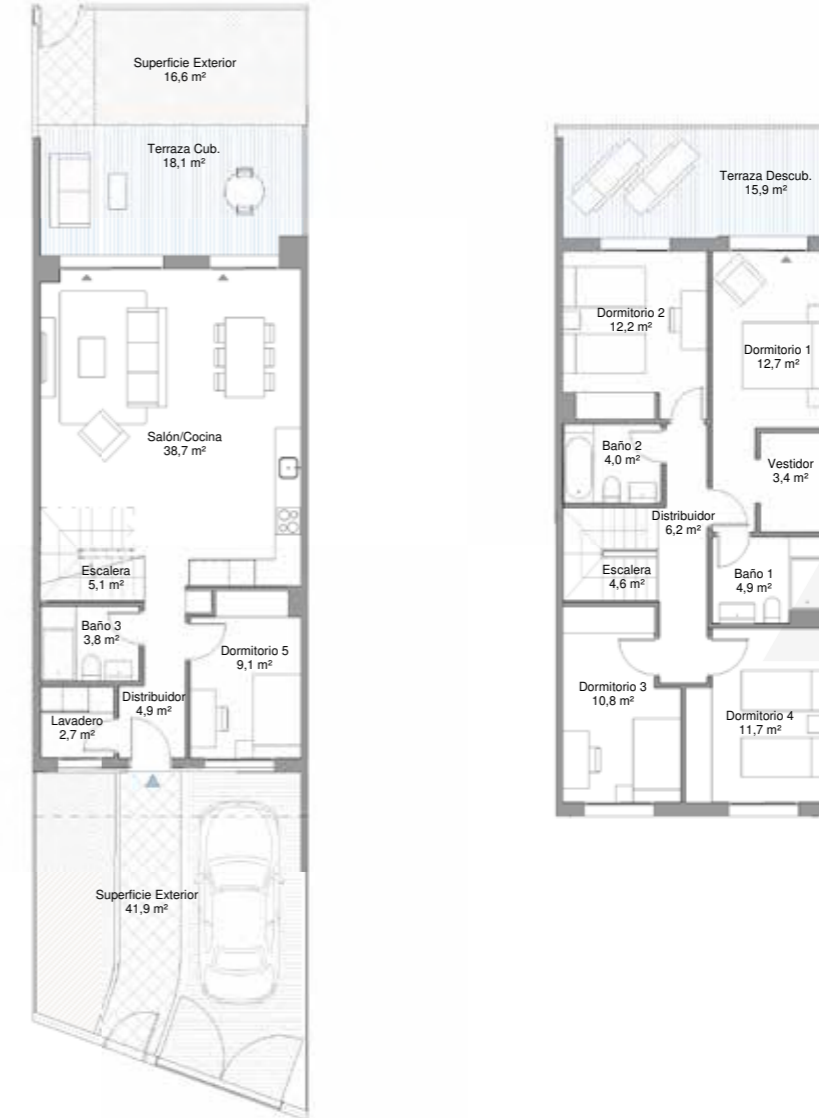 Superficie Exterior
16,6 m²
Terraza Cub.
18,1 m²
Salón/Cocina
38,7 m²
Escalera
5,1 m²
Baño 3
3,8 m²
Dormitorio 5
9,1 m²
Distribuidor
4,9 m²
Lavadero
2,7 m²
Superficie Exterior
41,9 m²
Terraza Descub.
15,9 m²
Dormitorio 2
12,2 m²
Dormitorio 1
12,7 m²
Baño 2
4,0 m²
Vestidor
3,4 m²
Distribuidor
6,2 m²
Escalera
4,6 m²
Baño 1
4,9 m²
Dormitorio 3
10,8 m²
Dormitorio 4
11,7 m²